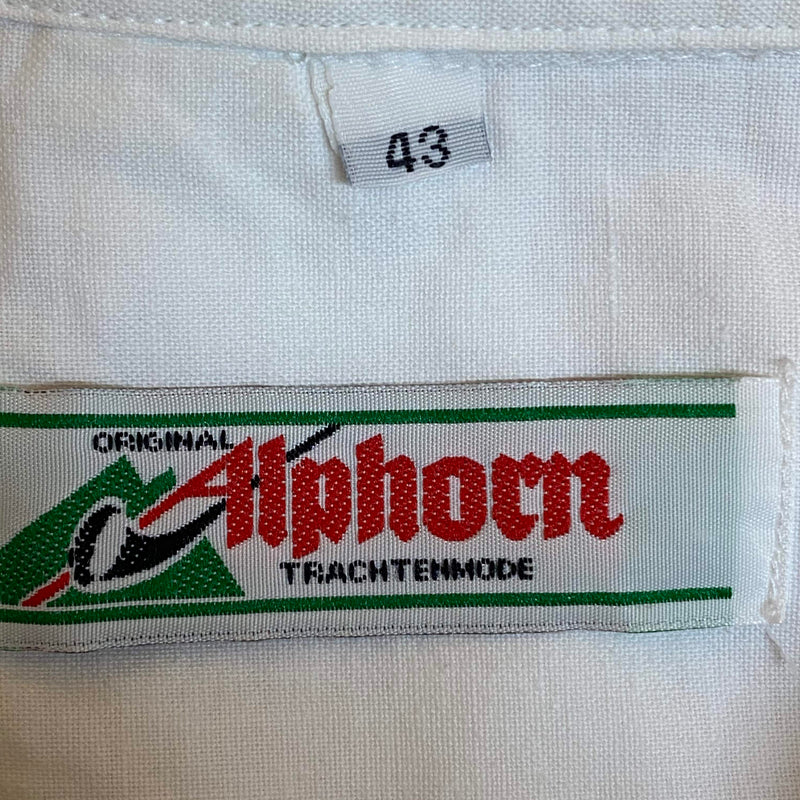 43
ORIGINAL
Alphorn
TRACHTENMODE